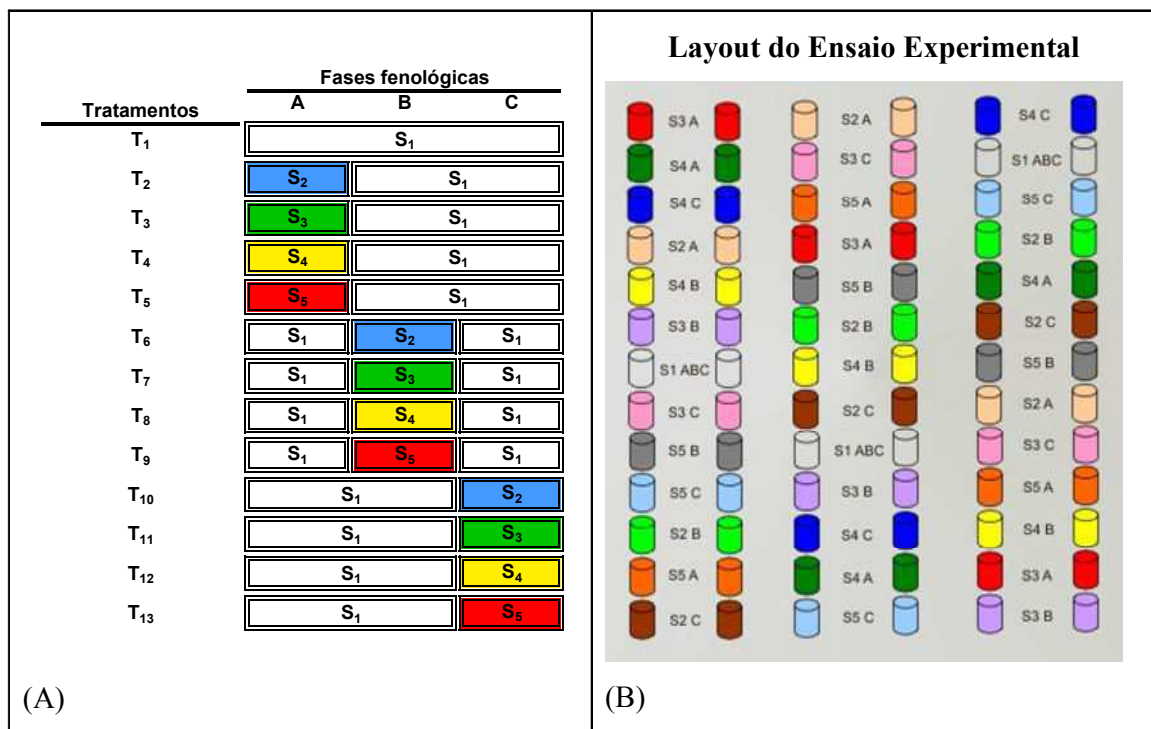 Fases fenológicas
Tratamentos A B C
T1 S1
T2 S2 S1
T3 S3 S1
T4 S4 S1
T5 S5 S1
T6 S1 S2 S1
T7 S1 S3 S1
T8 S1 S4 S1
T9 S1 S5 S1
T10 S1 S2
T11 S1 S3
T12 S1 S4
T13 S1 S5
(A)
Layout do Ensaio Experimental
S3 A S2 A S4 C
S4 A S3 C S1 ABC
S4 C S5 A S5 C
S2 A S3 A S2 B
S4 B S5 B S4 A
S3 B S2 B S2 C
S1 ABC S4 B S5 B
S3 C S2 C S2 A
S5 B S1 ABC S3 C
S5 C S3 B S5 A
S2 B S4 C S4 B
S5 A S4 A S3 A
S2 C S5 C S3 B
(B)